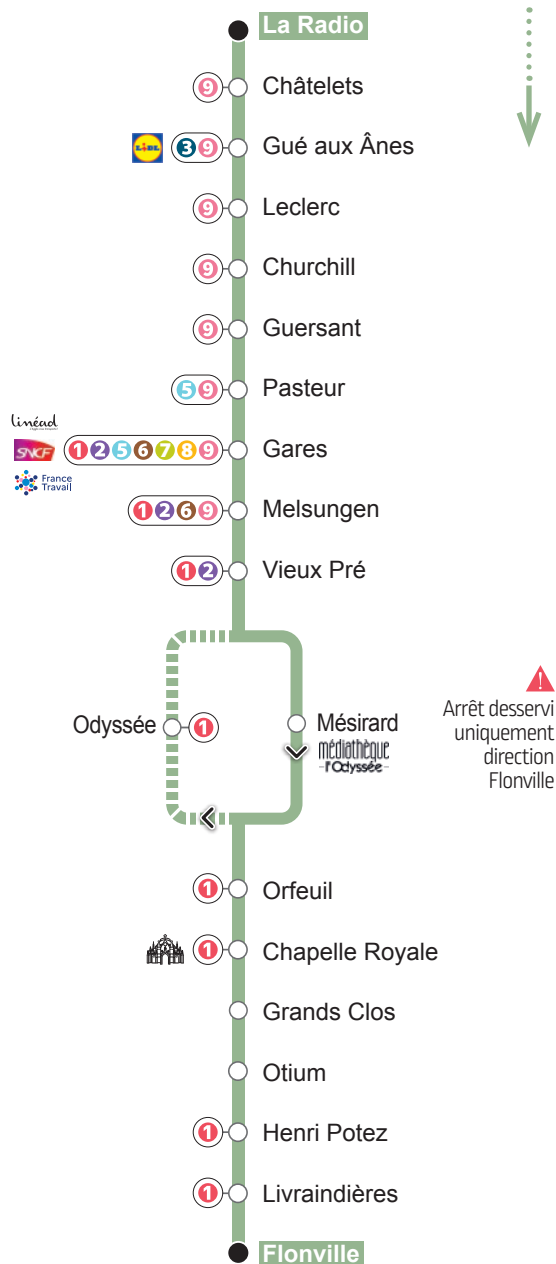 La Radio
9 Châtelets
LIDL 3 9 Gué aux Ânes
9 Leclerc
9 Churchill
9 Guersant
5 9 Pasteur
Linéad
SNCF 1 2 5 6 7 8 9 Gares
France
Travail
1 2 6 9 Melsungen
1 2 Vieux Pré
Odyssée 1
Mésirard
médiathèque
- l'Odyssée -
Arrêt desservi
uniquement
direction
Flonville
1 Orfeuil
1 Chapelle Royale
Grands Clos
Otium
1 Henri Potez
1 Livraindières
Flonville